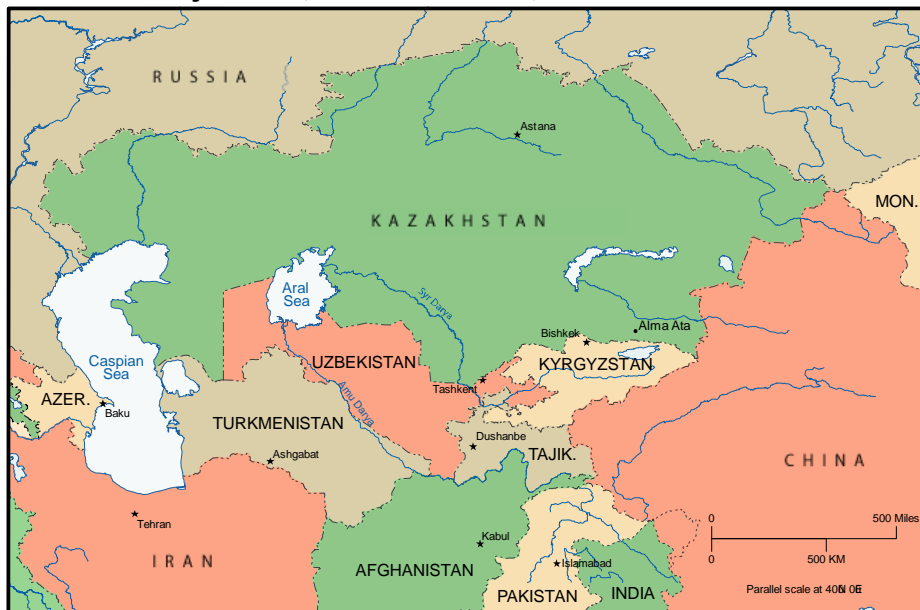 RUSSIA
Astana
MON.
KAZAKHSTAN
Aral
Sea
Syr Darya
Alma Ata
Bishkek
Caspian
Sea
UZBEKISTAN
KYRGYZSTAN
Tashkent
AZER.
Baku
Amu Darya
TURKMENISTAN
Dushanbe
TAJIK.
Ashgabat
CHINA
Tehran
0
500 Miles
Kabul
0
500 KM
IRAN
Islamabad
AFGHANISTAN
PAKISTAN
INDIA
Parallel scale at